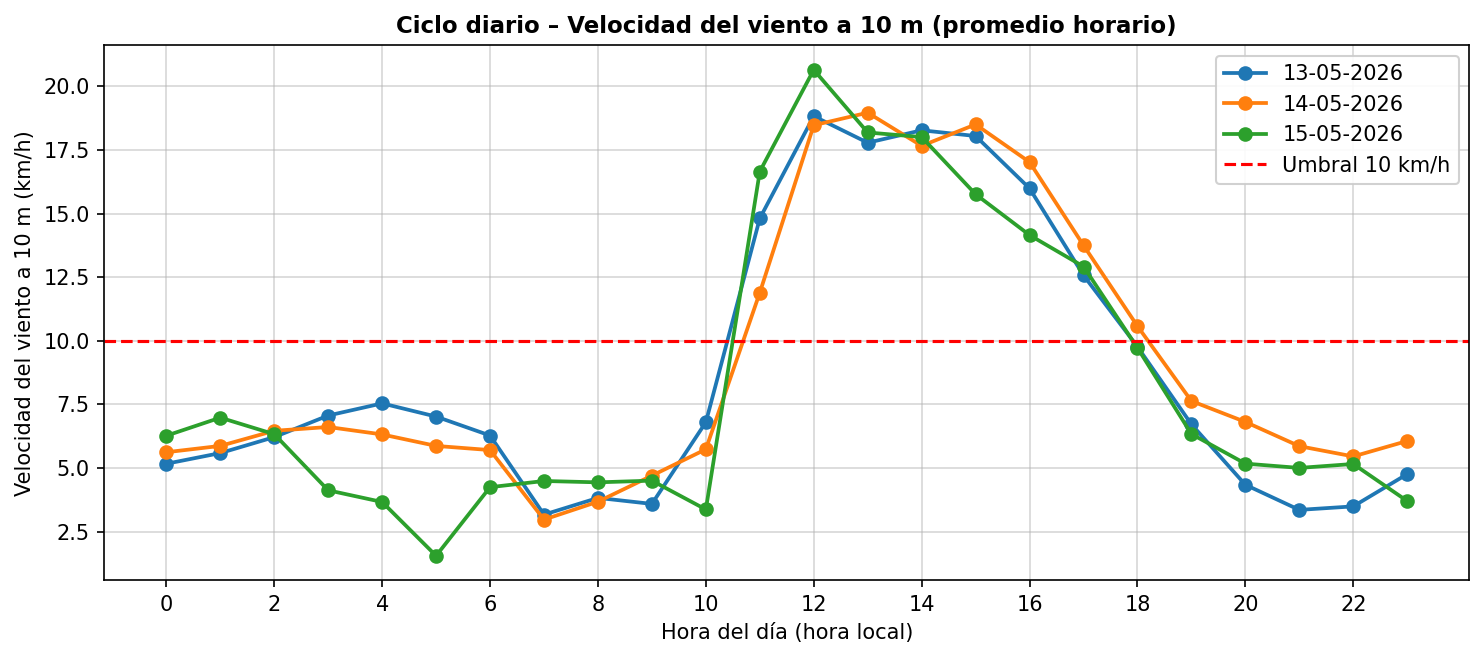 Ciclo diario – Velocidad del viento a 10 m (promedio horario)
Velocidad del viento a 10 m (km/h)
20.0
17.5
15.0
12.5
10.0
7.5
5.0
2.5
13-05-2026
14-05-2026
15-05-2026
Umbral 10 km/h
0 2 4 6 8 10 12 14 16 18 20 22
Hora del día (hora local)